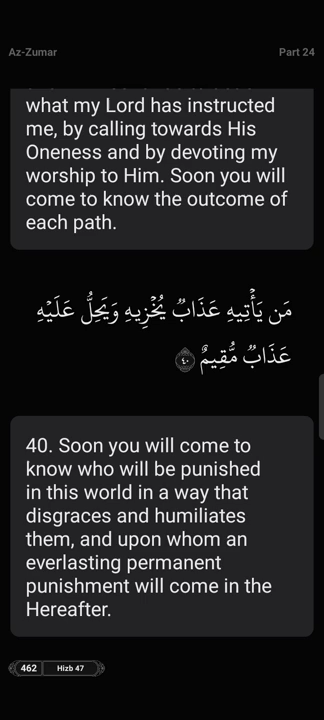 Az-Zumar
Part 24
what my Lord has instructed
me, by calling towards His
Oneness and by devoting my
worship to Him. Soon you will
come to know the outcome of
each path.
مَن يَأۡتِيهِ عَذَابٞ يُخۡزِيهِ وَيَحِلُّ عَلَيۡهِ
عَذَابٞ مُّقِيمٌ ٤٠
40. Soon you will come to
know who will be punished
in this world in a way that
disgraces and humiliates
them, and upon whom an
everlasting permanent
punishment will come in the
Hereafter.
462
Hizb 47